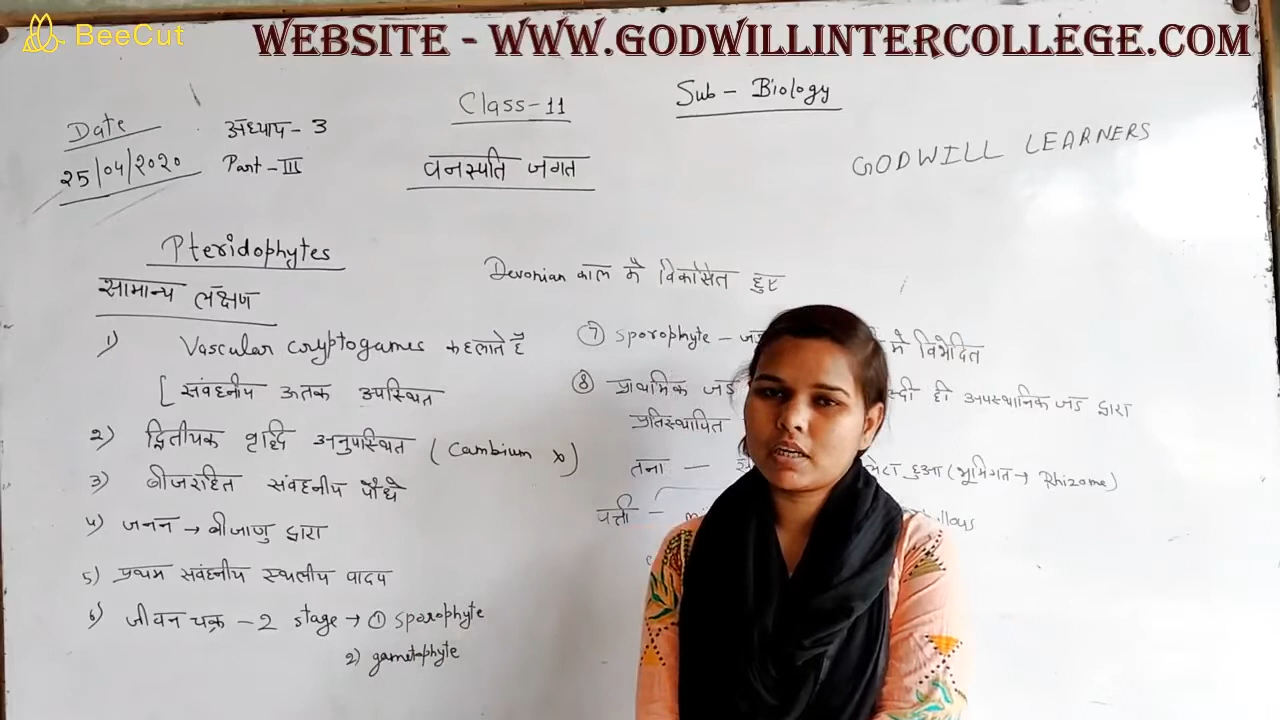 BeeCut
WEBSITE - WWW.GODWILLINTERCOLLEGE.COM
Class-11
Sub - Biology
Date
25/04/2020
अध्याय - 3
Part - III
वनस्पति जगत
GODWILL LEARNERS
Pteridophytes
सामान्य लक्षण
Devonian काल मे विकसित हुए
1) Vascular cryptogames कहलाते हैं
[संवहनीय ऊतक उपस्थित
2) द्वितीयक वृद्धि अनुपस्थित (Cambium x)
3) बीजरहित संवहनीय पौधे
4) जनन → बीजाणु द्वारा
5) प्रथम संवहनीय स्थलीय पादप
6) जीवन चक्र - 2 stage → ① Sporophyte
2) gametophyte
⑦ Sporophyte - मे विभेदित
⑧ प्राथमिक जड़ ही अपस्थानिक जड़ द्वारा
प्रतिस्थापित
तना — हुआ (भूमिगत → Rhizome)
पत्ती -